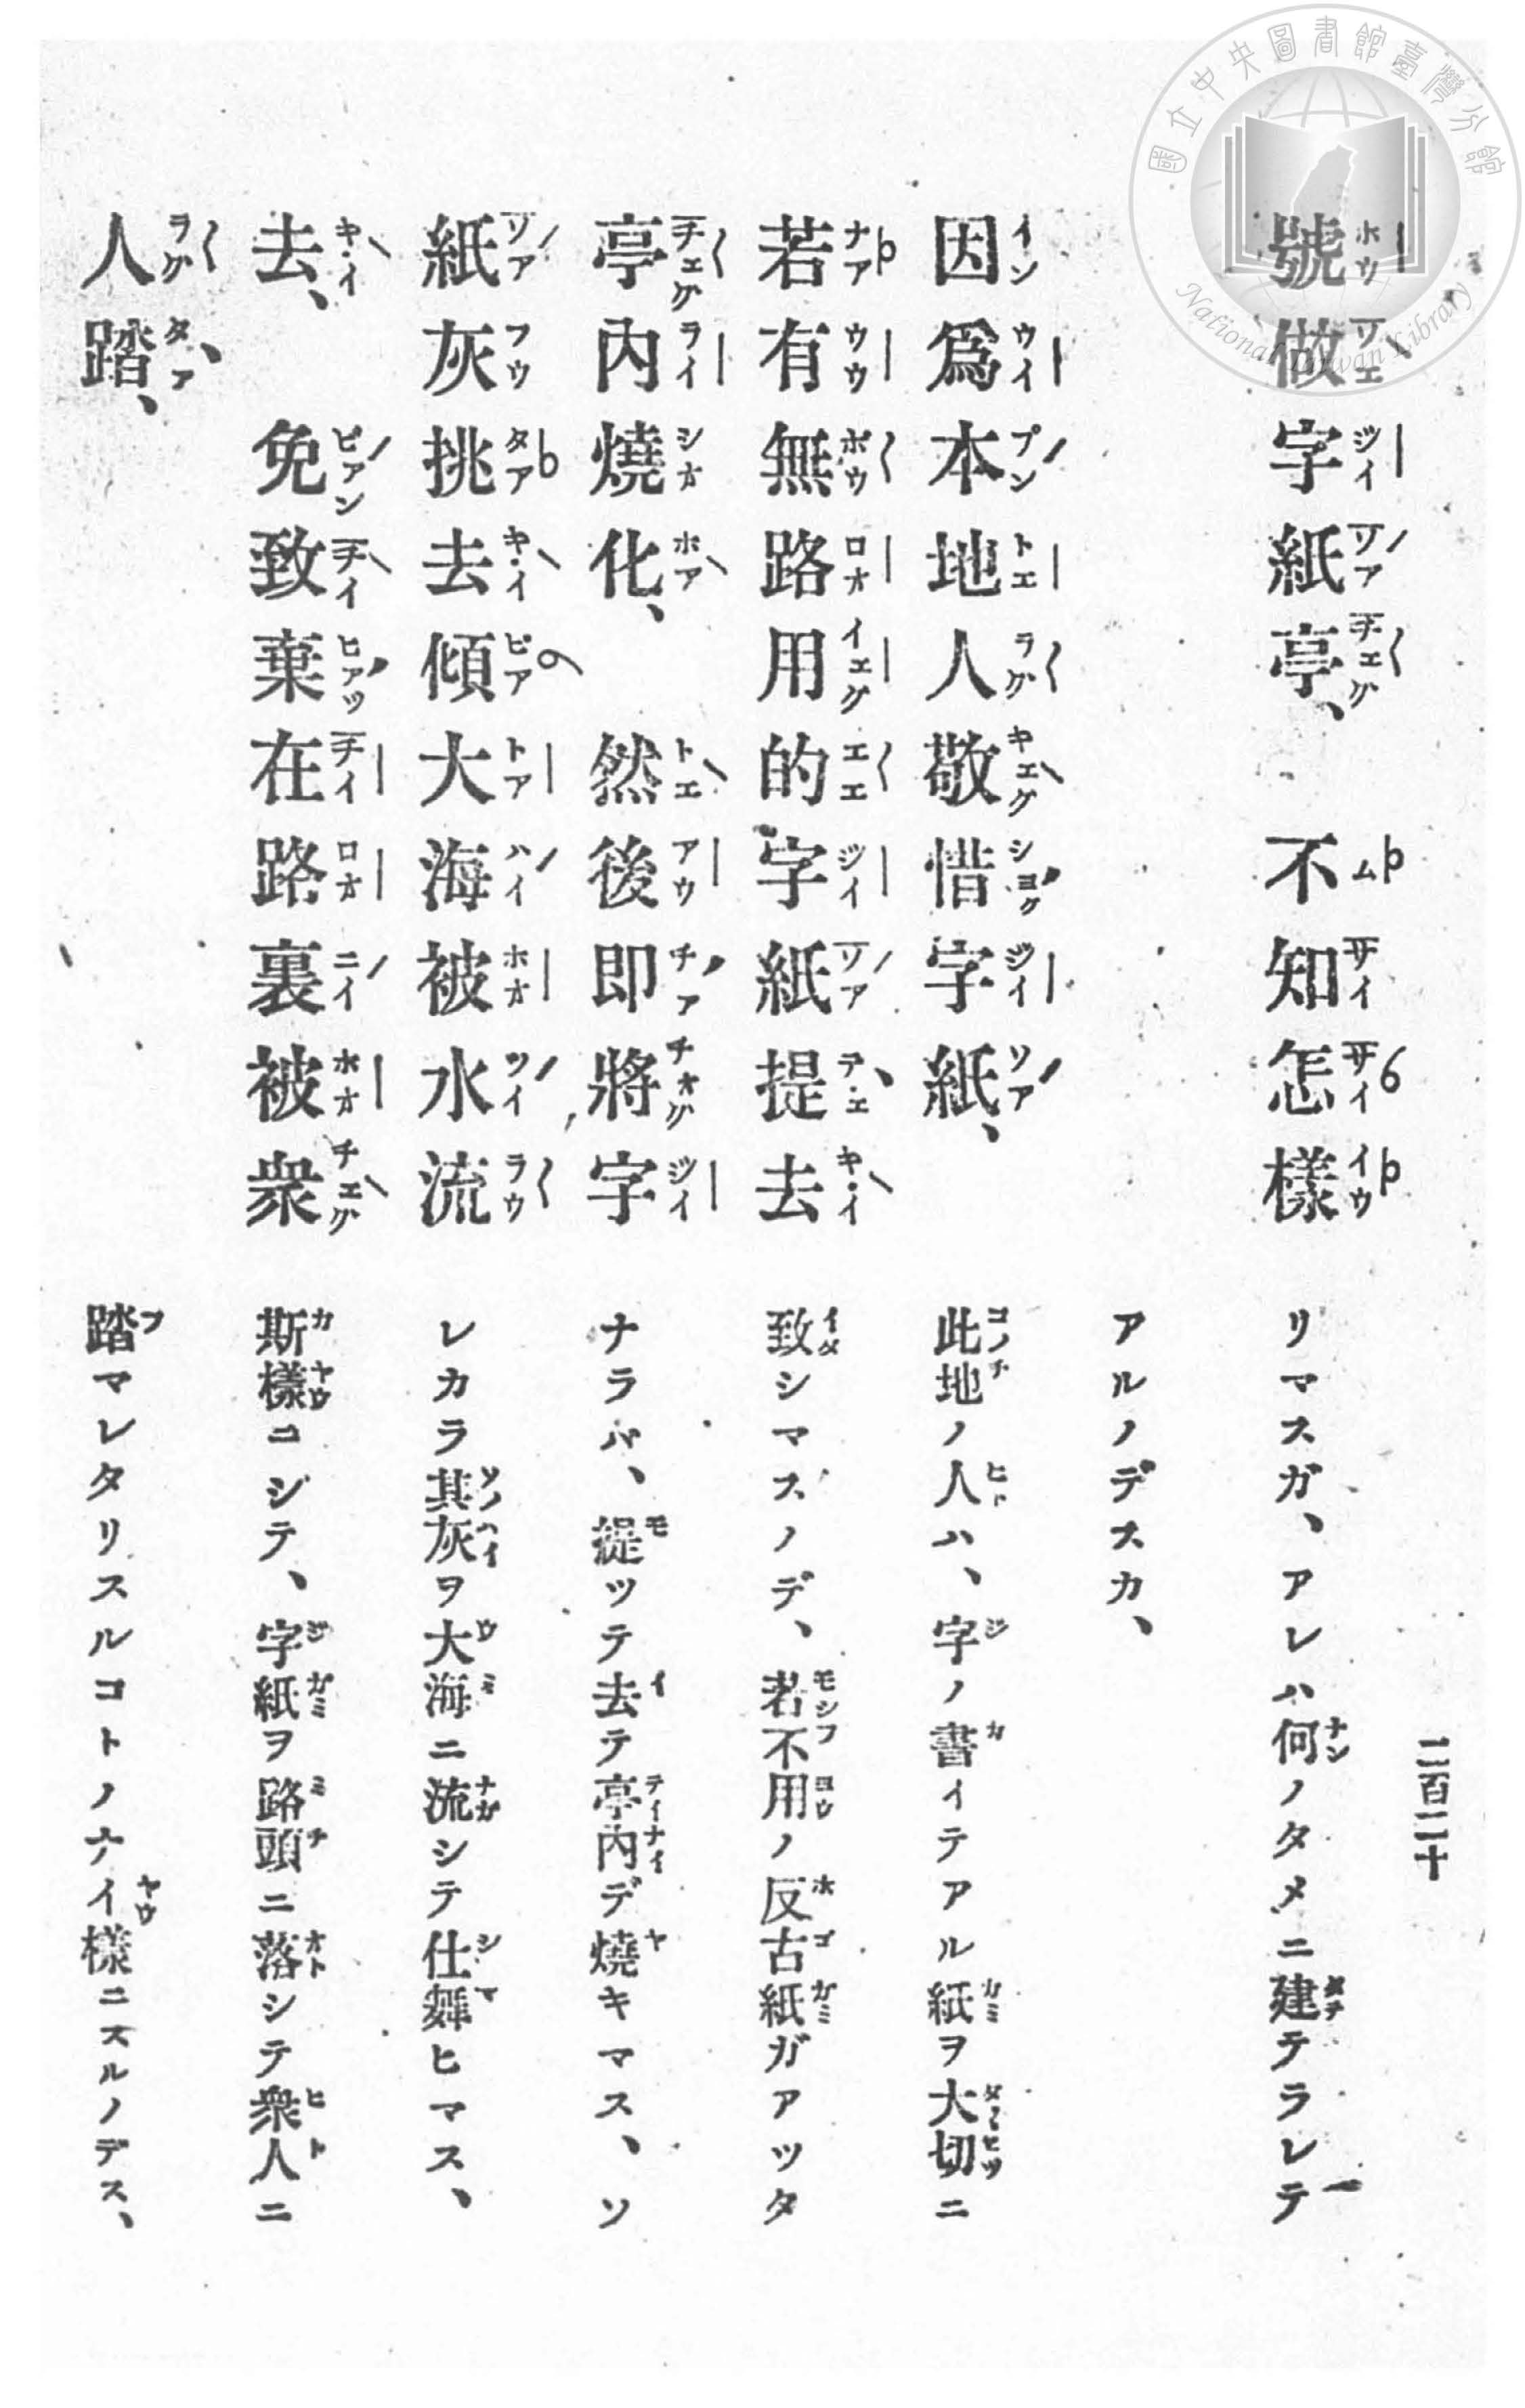 國立中央圖書館臺灣分館
National Taiwan Library
二百二十
號做字紙亭、不知怎樣
因爲本地人敬惜字紙、
若有無路用的字紙提去
亭內燒化、然後即將字
紙灰挑去傾大海被水流
去、免致棄在路裏被衆
人踏、
リマスガ、アレハ何ノタメニ建テラレテ
アルノデスカ、
此地ノ人ハ、字ノ書イテアル紙ヲ大切ニ
致シマスノデ、若不用ノ反古紙ガアツタ
ナラバ、提ツテ去テ亭內デ燒キマス、ソ
レカラ其灰ヲ大海ニ流シテ仕舞ヒマス、
斯樣ニシテ、字紙ヲ路頭ニ落シテ衆人ニ
踏マレタリスルコトノナイ樣ニスルノデス、